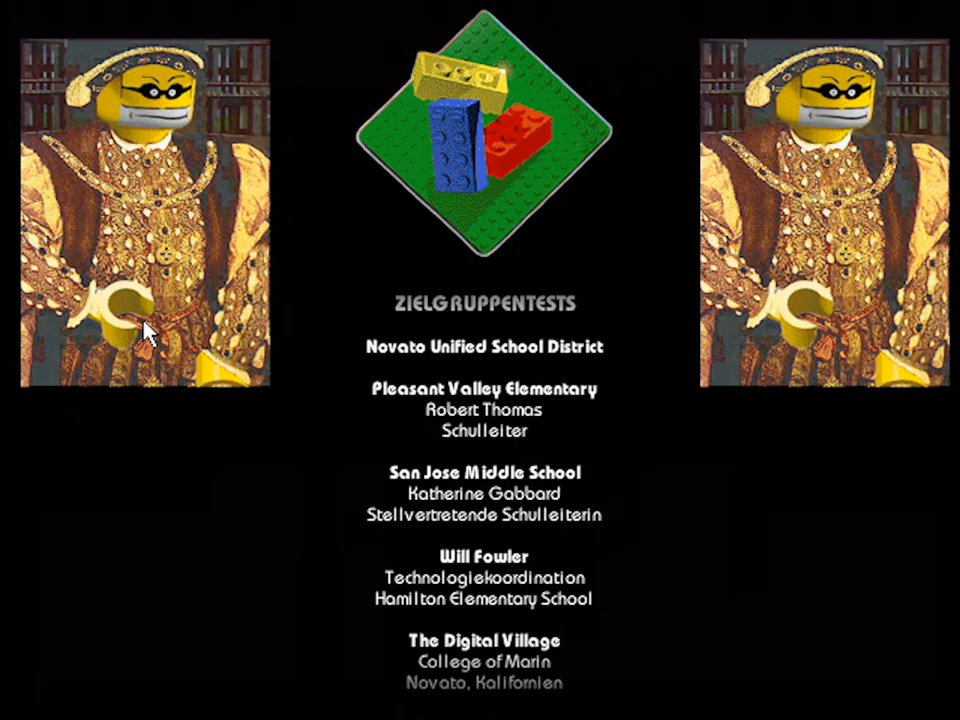 ZIELGRUPPENTESTS
Novato Unified School District
Pleasant Valley Elementary
Robert Thomas
Schulleiter
San Jose Middle School
Katherine Gabbard
Stellvertretende Schulleiterin
Will Fowler
Technologiekoordination
Hamilton Elementary School
The Digital Village
College of Marin
Novato, Kalifornien